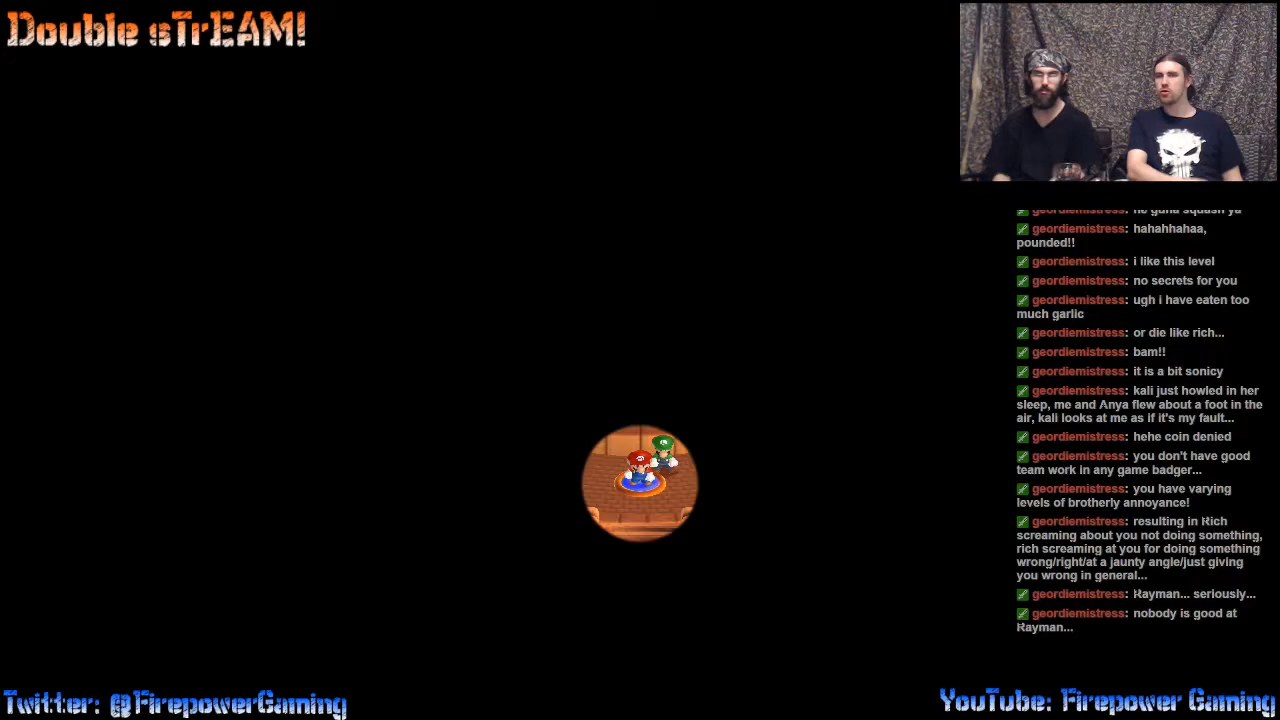 Double sTrEAM!
geordiemistress: he guna squash ya
geordiemistress: hahahhahaa,
pounded!!
geordiemistress: i like this level
geordiemistress: no secrets for you
geordiemistress: ugh i have eaten too
much garlic
geordiemistress: or die like rich...
geordiemistress: bam!!
geordiemistress: it is a bit sonicy
geordiemistress: kali just howled in her
sleep, me and Anya flew about a foot in the
air, kali looks at me as if it's my fault...
geordiemistress: hehe coin denied
geordiemistress: you don't have good
team work in any game badger...
geordiemistress: you have varying
levels of brotherly annoyance!
geordiemistress: resulting in Rich
screaming about you not doing something,
rich screaming at you for doing something
wrong/right/at a jaunty angle/just giving
you wrong in general...
geordiemistress: Rayman... seriously...
geordiemistress: nobody is good at
Rayman...
Twitter: @FirepowerGaming
YouTube: Firepower Gaming